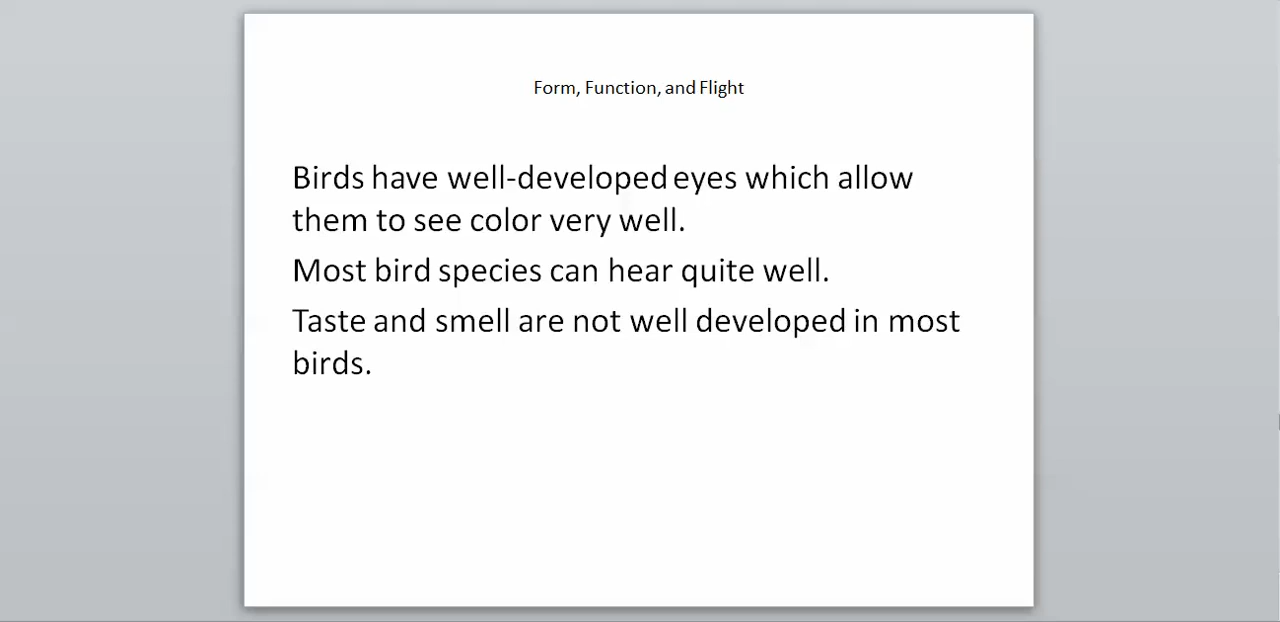 Form, Function, and Flight
Birds have well-developed eyes which allow
them to see color very well.
Most bird species can hear quite well.
Taste and smell are not well developed in most
birds.